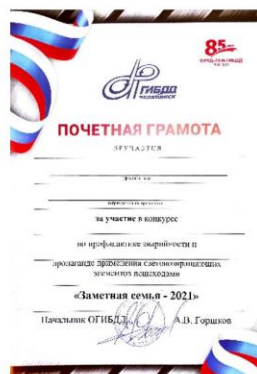 85
ГИБДД
ЧЕЛЯБИНСК
ПОЧЕТНАЯ ГРАМОТА
ВРУЧАЕТСЯ
за участие в конкурсе
по профилактике аварийности и
пропаганде применения световозвращающих
элементов пешеходами
«Заметная семья - 2021»
Начальник ОГИБДД А.В. Горшков